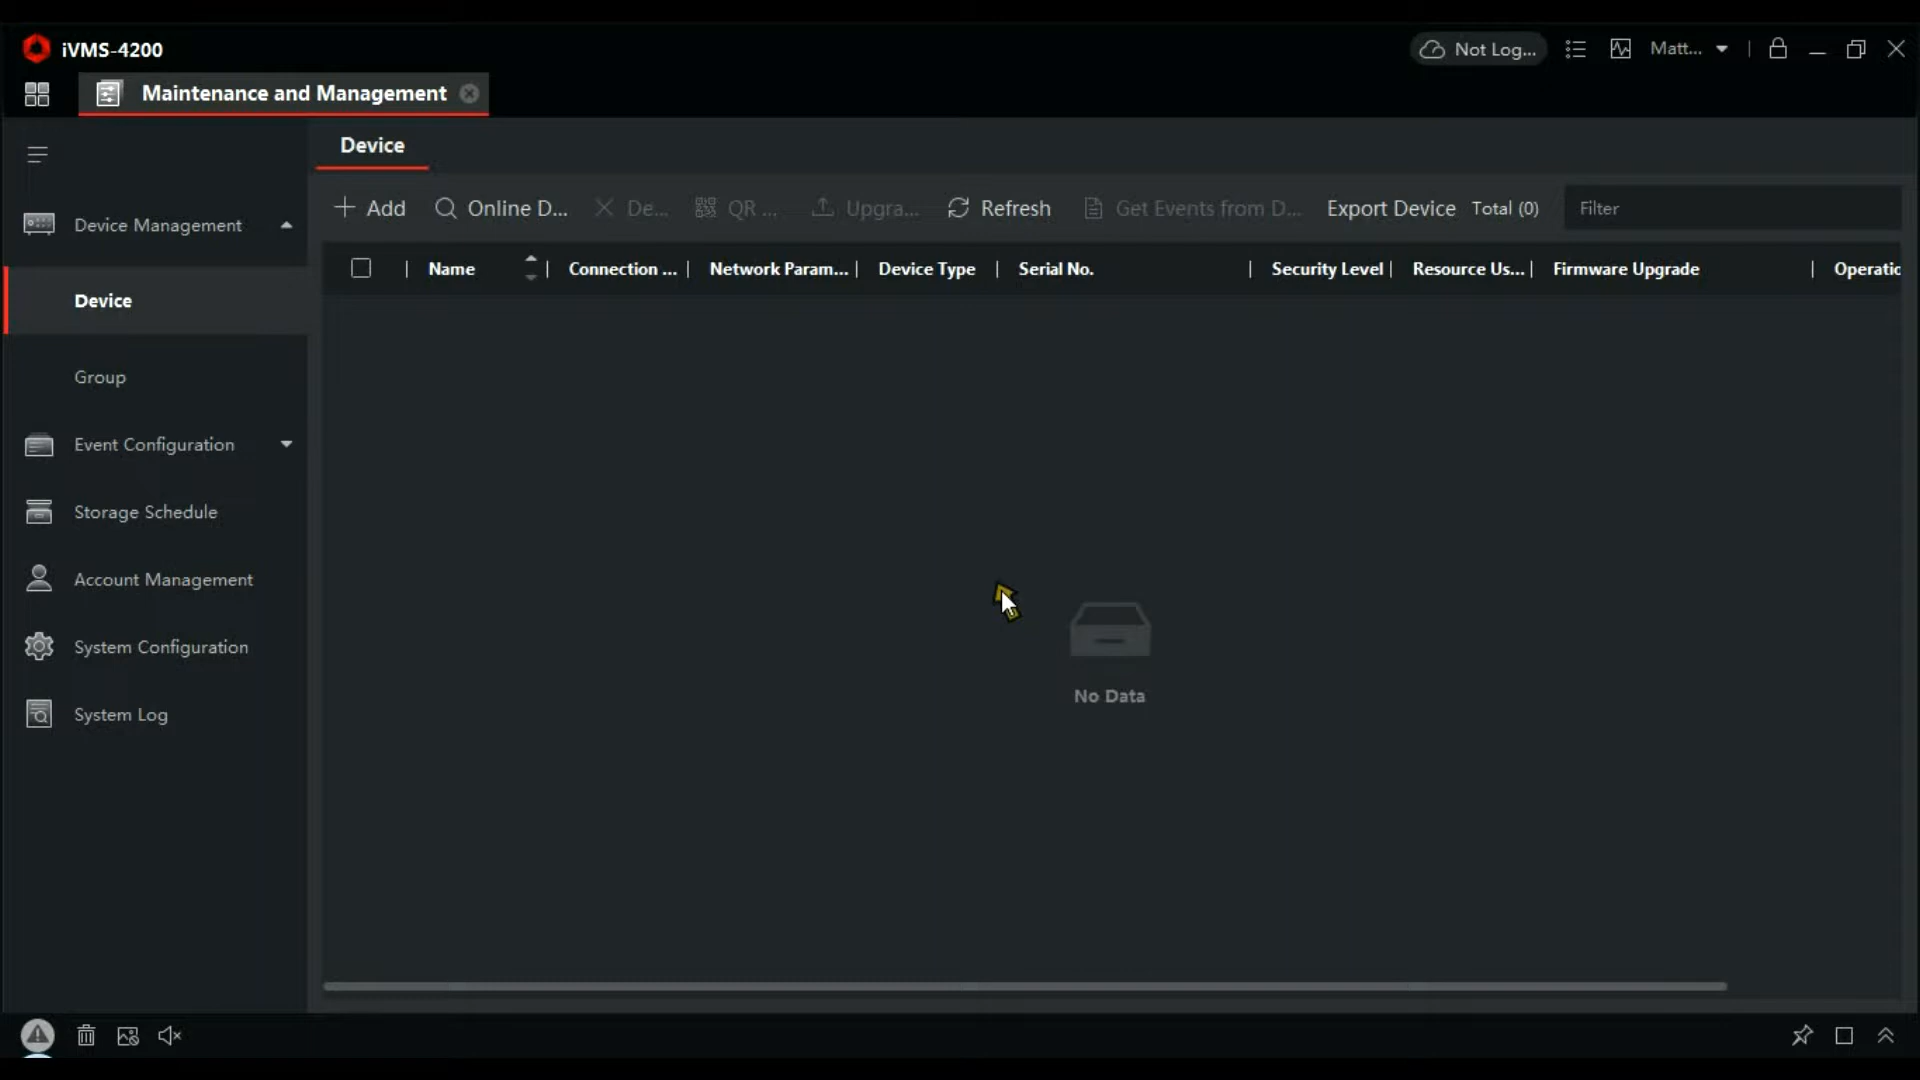 iVMS-4200
Not Log... Matt...
Maintenance and Management
Device
Add Online D... De... QR ... Upgra... Refresh Get Events from D... Export Device Total (0) Filter
Name Connection ... Network Param... Device Type Serial No. Security Level Resource Us... Firmware Upgrade Operatic
Device Management
Device
Group
Event Configuration
Storage Schedule
Account Management
System Configuration
System Log
No Data